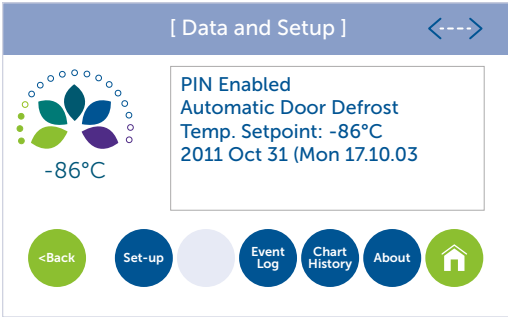 [ Data and Setup ]
PIN Enabled
Automatic Door Defrost
Temp. Setpoint: -86°C
2011 Oct 31 (Mon 17.10.03
-86°C
<Back
Set-up
Event
Log
Chart
History
About